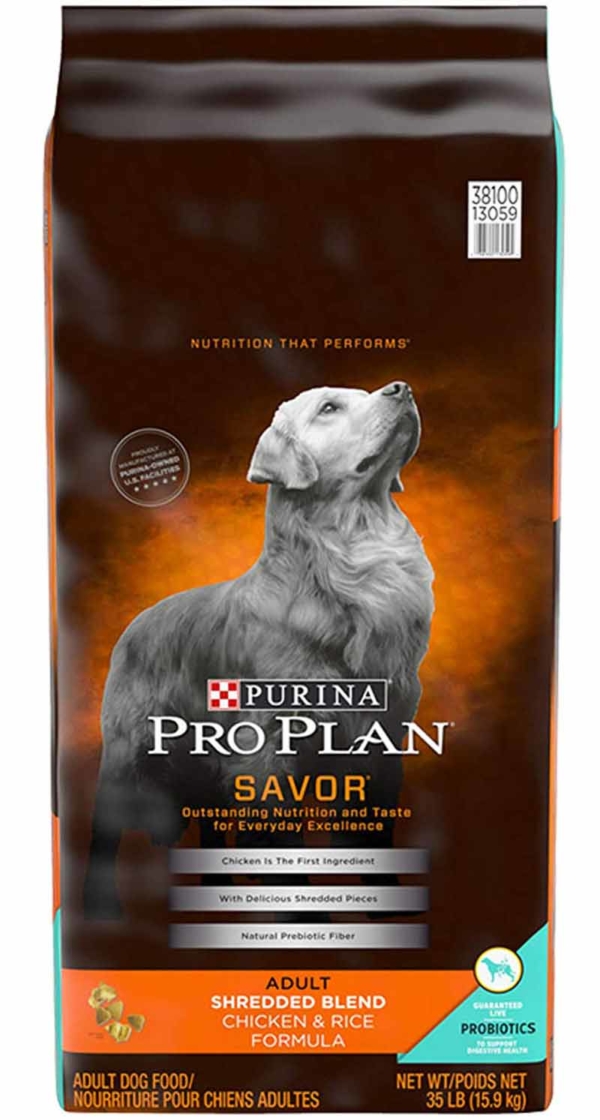 38100
13059
NUTRITION THAT PERFORMS®
PROUDLY
MANUFACTURED AT
PURINA-OWNED
U.S. FACILITIES
PURINA®
PRO PLAN®
SAVOR®
Outstanding Nutrition and Taste
for Everyday Excellence
Chicken Is The First Ingredient
With Delicious Shredded Pieces
Natural Prebiotic Fiber
ADULT
SHREDDED BLEND
CHICKEN & RICE
FORMULA
GUARANTEED
LIVE
PROBIOTICS
TO SUPPORT
DIGESTIVE HEALTH
ADULT DOG FOOD/
NOURRITURE POUR CHIENS ADULTES
NET WT/POIDS NET
35 LB (15.9 kg)